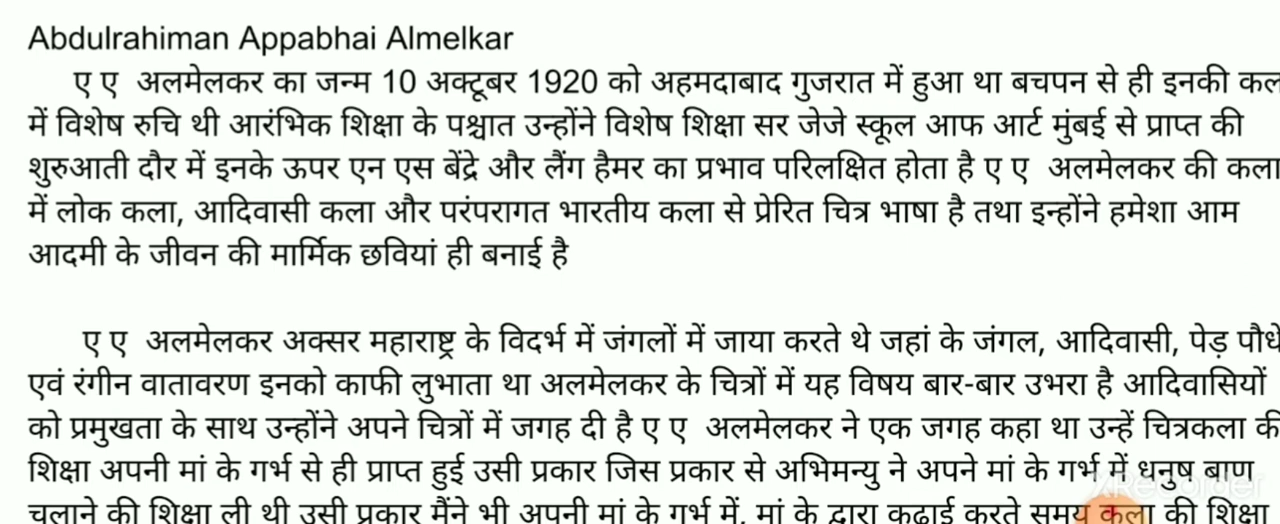 Abdulrahiman Appabhai Almelkar
ए ए अलमेलकर का जन्म 10 अक्टूबर 1920 को अहमदाबाद गुजरात में हुआ था बचपन से ही इनकी कल
में विशेष रुचि थी आरंभिक शिक्षा के पश्चात उन्होंने विशेष शिक्षा सर जेजे स्कूल आफ आर्ट मुंबई से प्राप्त की
शुरुआती दौर में इनके ऊपर एन एस बेंद्रे और लैंग हैमर का प्रभाव परिलक्षित होता है ए ए अलमेलकर की कला
में लोक कला, आदिवासी कला और परंपरागत भारतीय कला से प्रेरित चित्र भाषा है तथा इन्होंने हमेशा आम
आदमी के जीवन की मार्मिक छवियां ही बनाई है
ए ए अलमेलकर अक्सर महाराष्ट्र के विदर्भ में जंगलों में जाया करते थे जहां के जंगल, आदिवासी, पेड़ पौधे
एवं रंगीन वातावरण इनको काफी लुभाता था अलमेलकर के चित्रों में यह विषय बार-बार उभरा है आदिवासियों
को प्रमुखता के साथ उन्होंने अपने चित्रों में जगह दी है ए ए अलमेलकर ने एक जगह कहा था उन्हें चित्रकला की
शिक्षा अपनी मां के गर्भ से ही प्राप्त हुई उसी प्रकार जिस प्रकार से अभिमन्यु ने अपने मां के गर्भ में धनुष बाण
चलाने की शिक्षा ली थी उसी प्रकार मैंने भी अपनी मां के गर्भ में, मां के द्वारा कढ़ाई करते समय कला की शिक्षा
XRecorder